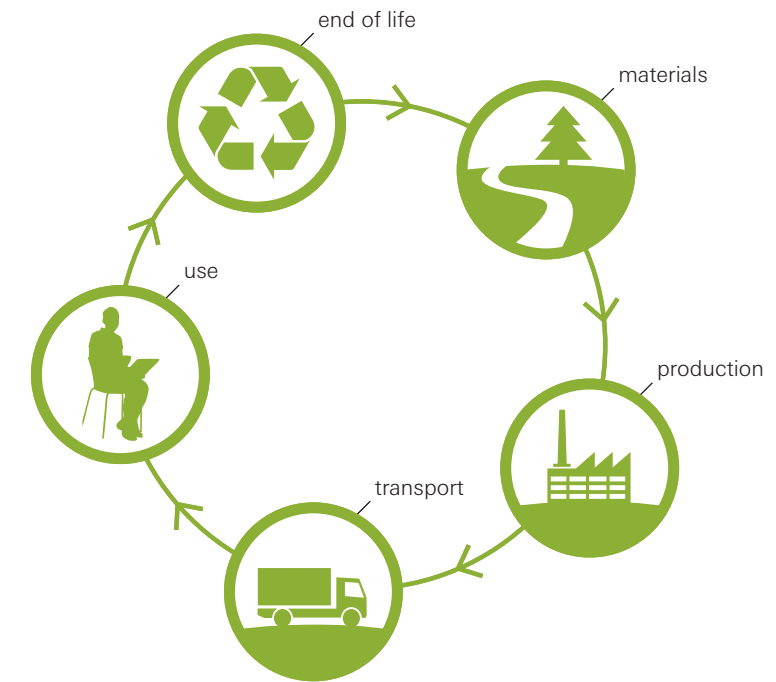 end of life
materials
use
production
transport